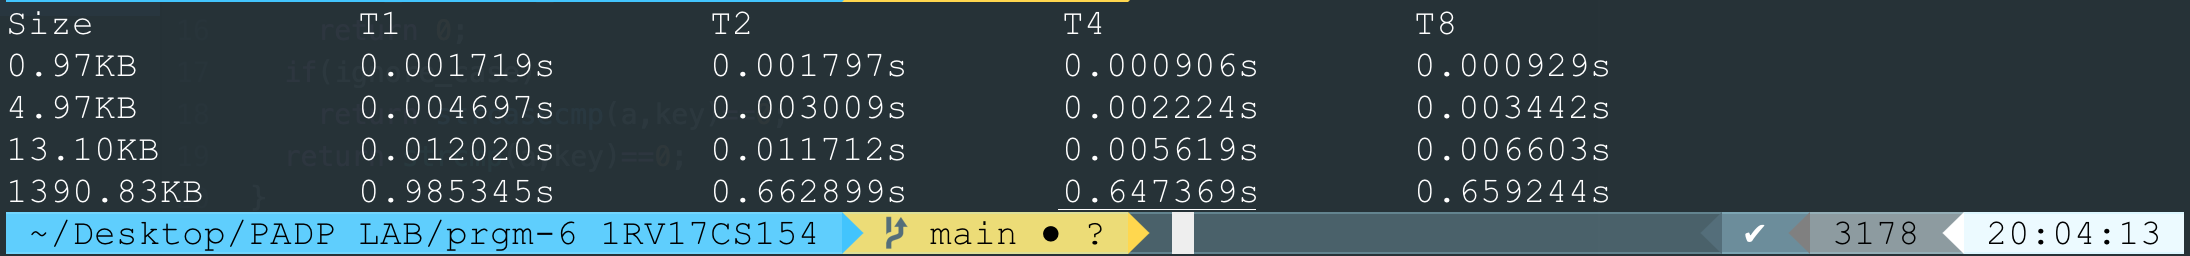 Size T1 T2 T4 T8
0.97KB 0.001719s 0.001797s 0.000906s 0.000929s
4.97KB 0.004697s 0.003009s 0.002224s 0.003442s
13.10KB 0.012020s 0.011712s 0.005619s 0.006603s
1390.83KB 0.985345s 0.662899s 0.647369s 0.659244s
~/Desktop/PADP LAB/prgm-6 1RV17CS154 main ● ? ✔ 3178 20:04:13